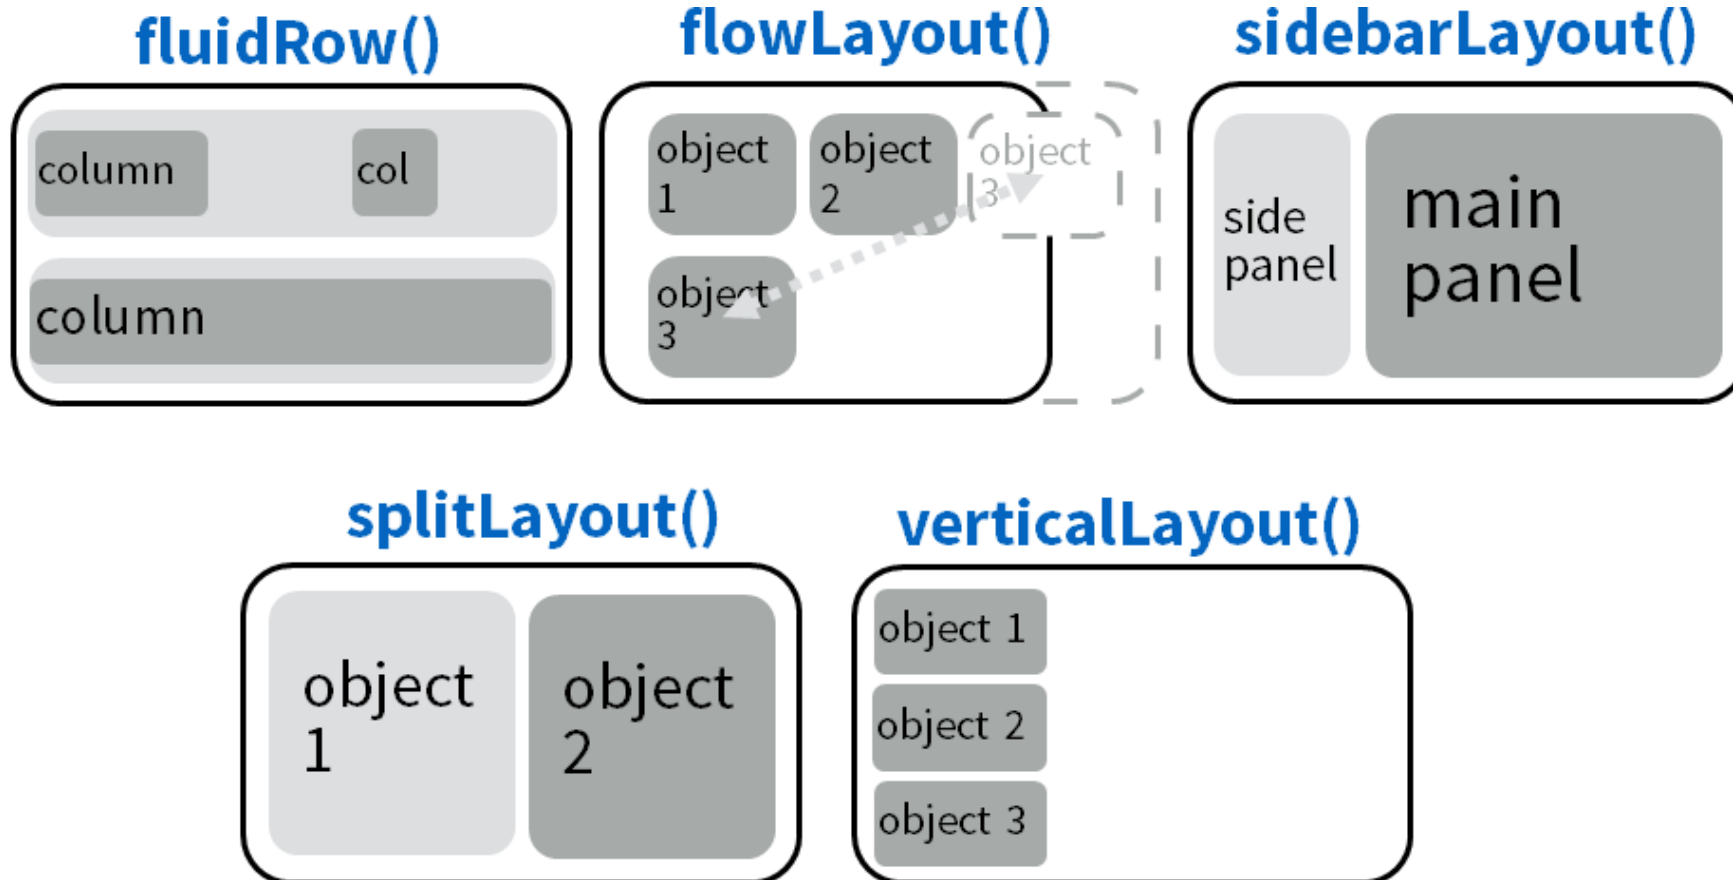 fluidRow()
column
col
column
flowLayout()
object
1
object
2
object
3
object
3
sidebarLayout()
side
panel
main
panel
splitLayout()
object
1
object
2
verticalLayout()
object 1
object 2
object 3